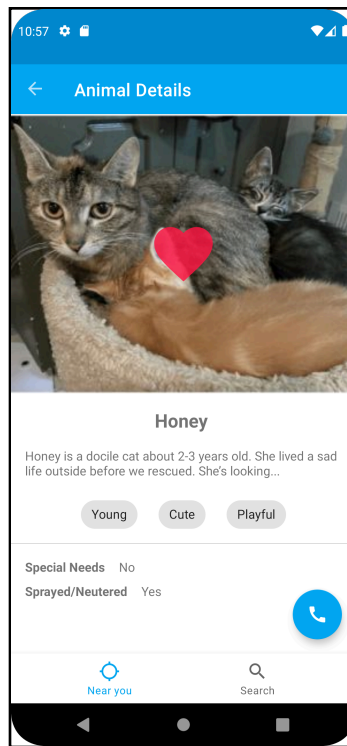 10:57
Animal Details
Honey
Honey is a docile cat about 2-3 years old. She lived a sad
life outside before we rescued. She's looking...
Young Cute Playful
Special Needs No
Sprayed/Neutered Yes
Near you Search